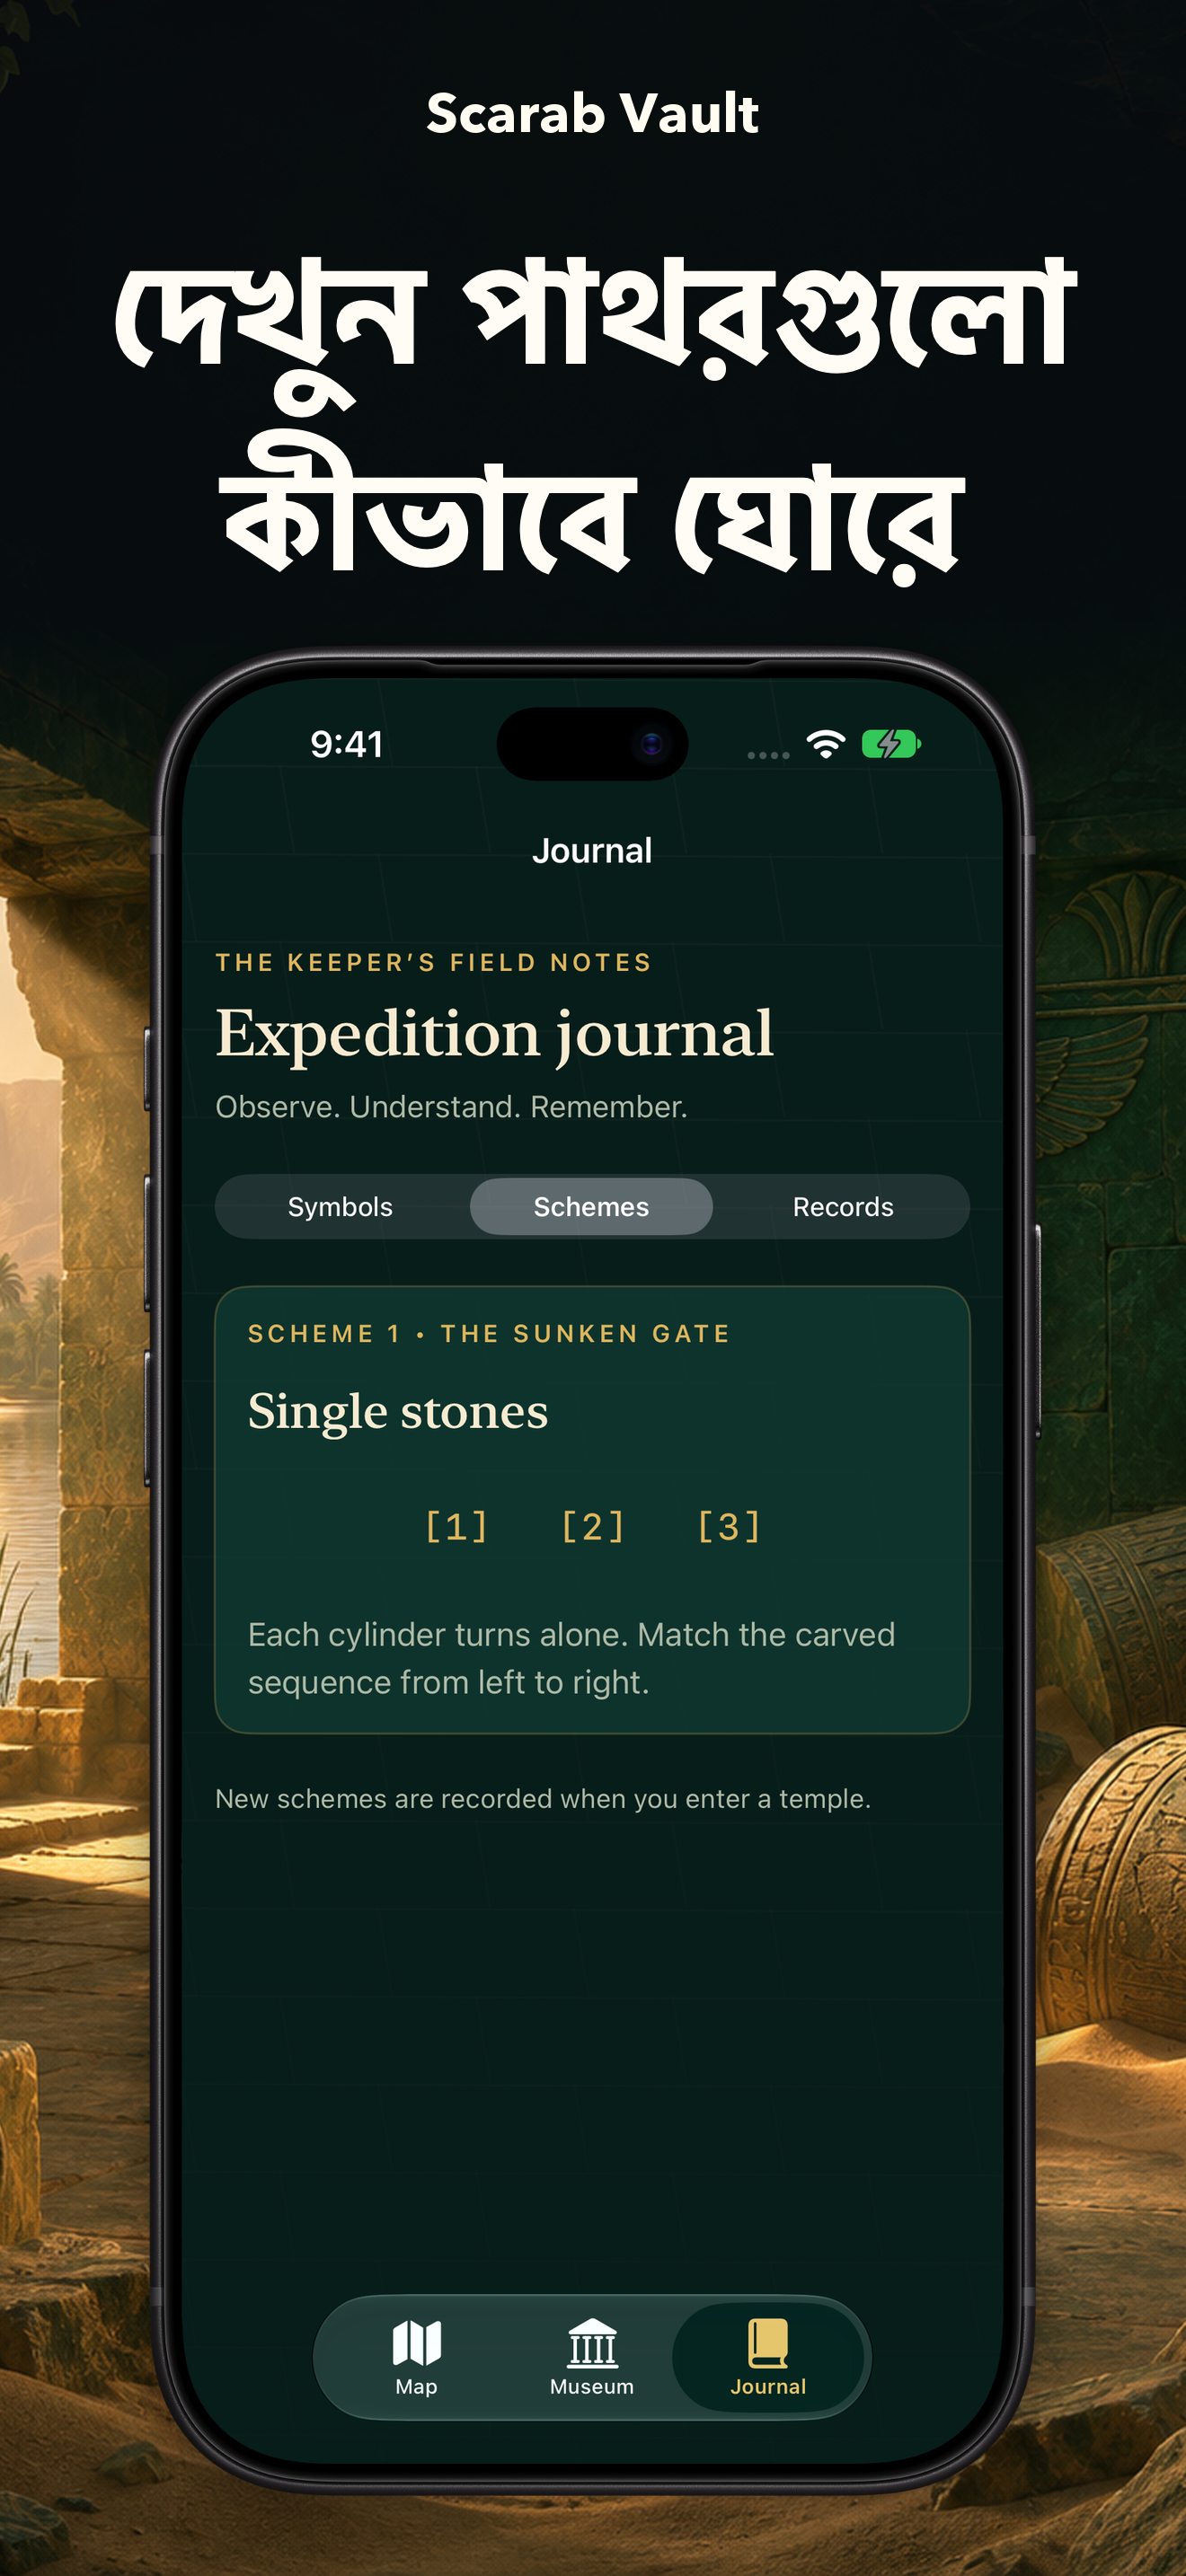 Scarab Vault
দেখুন পাথরগুলো
কীভাবে ঘোরে
9:41
Journal
THE KEEPER’S FIELD NOTES
Expedition journal
Observe. Understand. Remember.
Symbols Schemes Records
SCHEME 1 • THE SUNKEN GATE
Single stones
[1] [2] [3]
Each cylinder turns alone. Match the carved
sequence from left to right.
New schemes are recorded when you enter a temple.
Map Museum Journal